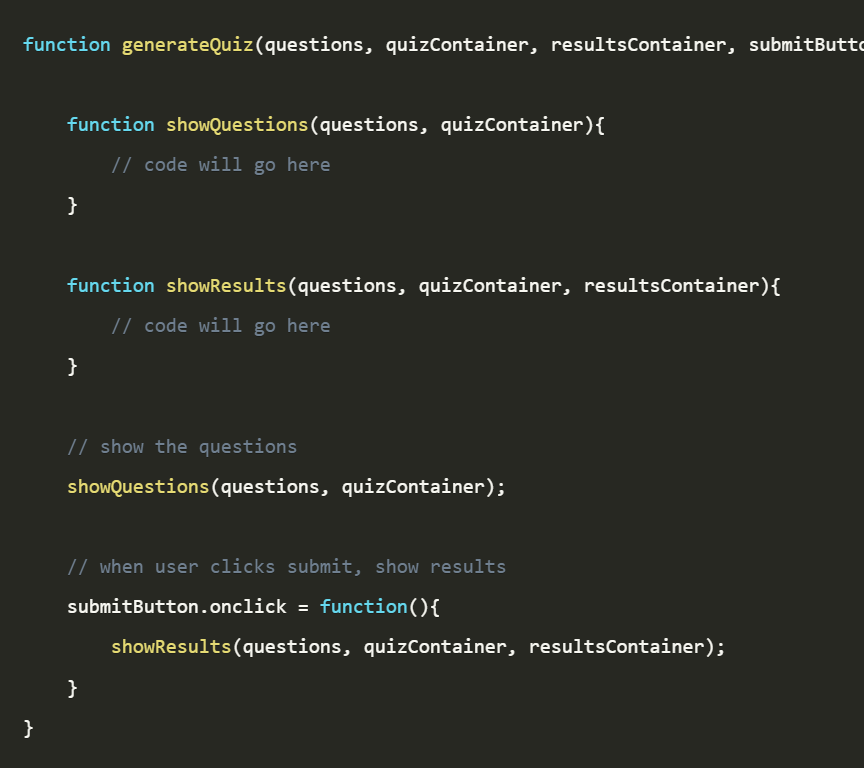 function generateQuiz(questions, quizContainer, resultsContainer, submitButto
function showQuestions(questions, quizContainer){
// code will go here
}
function showResults(questions, quizContainer, resultsContainer){
// code will go here
}
// show the questions
showQuestions(questions, quizContainer);
// when user clicks submit, show results
submitButton.onclick = function(){
showResults(questions, quizContainer, resultsContainer);
}
}